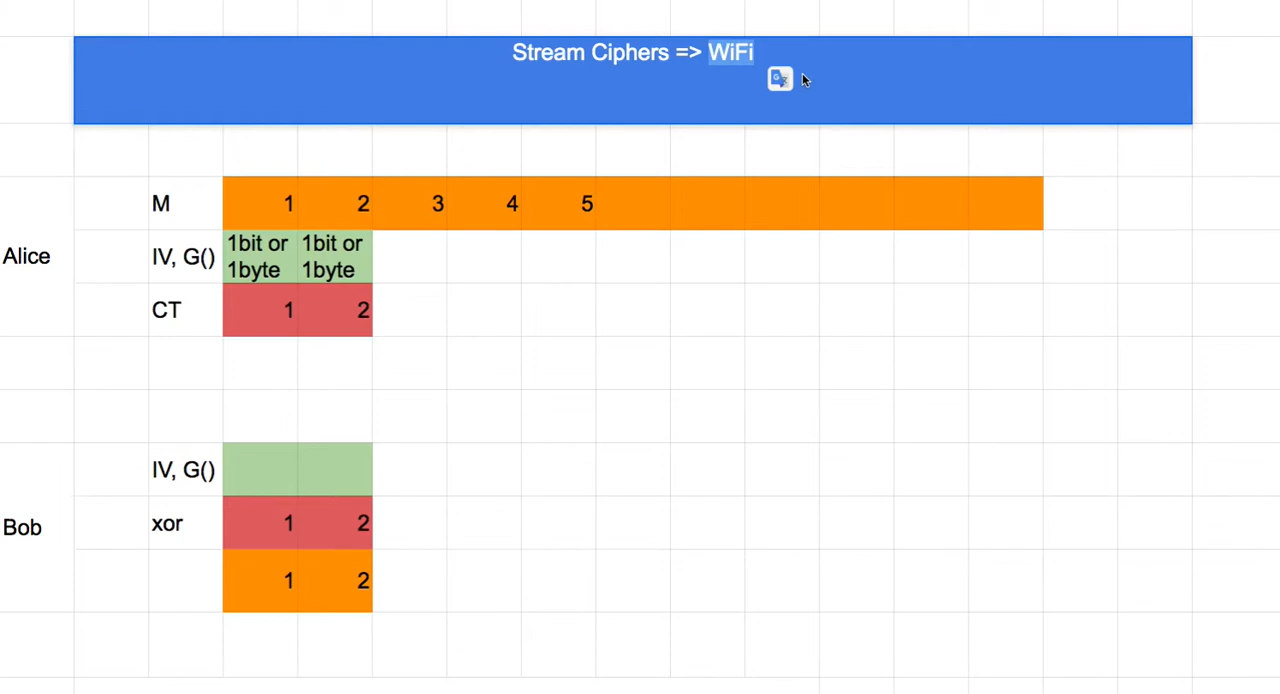 Stream Ciphers => WiFi
M 1 2 3 4 5
Alice
IV, G() 1bit or 1byte 1bit or 1byte
CT 1 2
IV, G()
Bob
xor 1 2
1 2